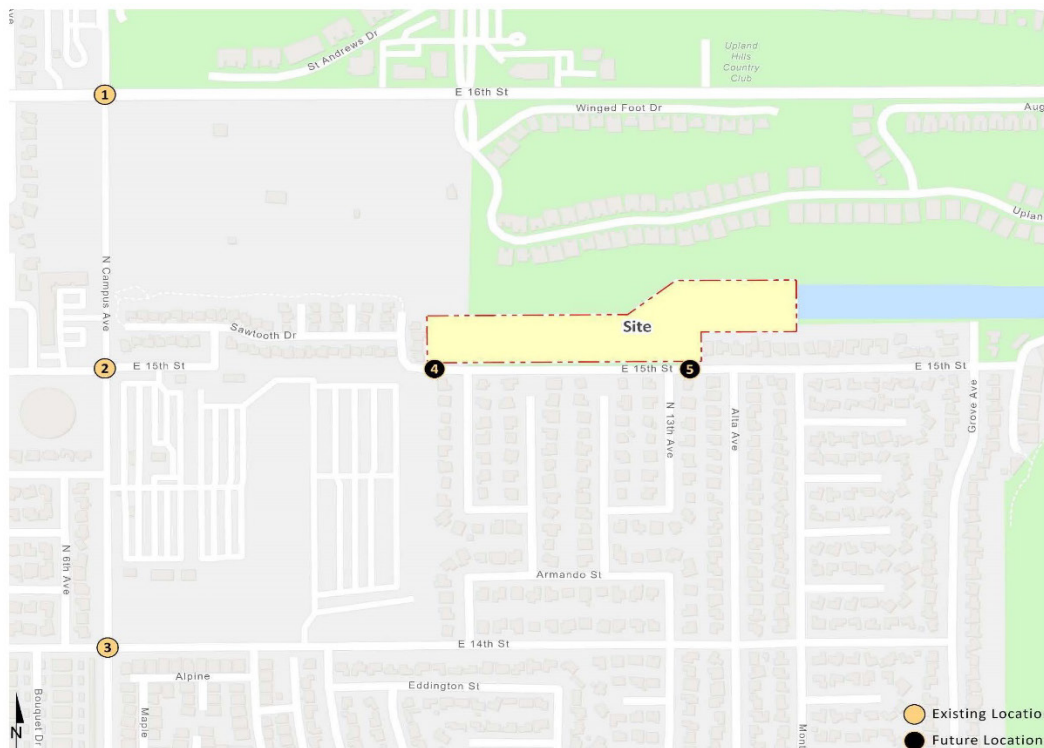 Ave
St Andrews Dr
Upland
Hills
Country
Club
1
E 16th St
Winged Foot Dr
Aug
Uplan
N Campus Ave
Sawtooth Dr
Site
2
E 15th St
4
E 15th St
5
E 15th St
N 13th Ave
Alta Ave
Grove Ave
N 6th Ave
Armando St
3
E 14th St
Alpine
Eddington St
Bouquet Dr
Maple
Mont
N
Existing Locatio
Future Location